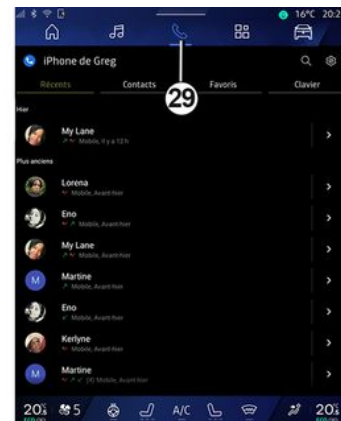 16°C 20:2
iPhone de Greg
Récents Contacts Favoris Clavier
29
Hier
My Lane
Mobile, Il y a 12 h
Plus anciens
Lorena
Mobile, Avant-hier
Eno
Mobile, Avant-hier
My Lane
Mobile, Avant-hier
M
Martine
Mobile, Avant-hier
Eno
Mobile, Avant-hier
Kerlyne
Mobile, Avant-hier
M
Martine
(4) Mobile, Avant-hier
20 5 A/C 20